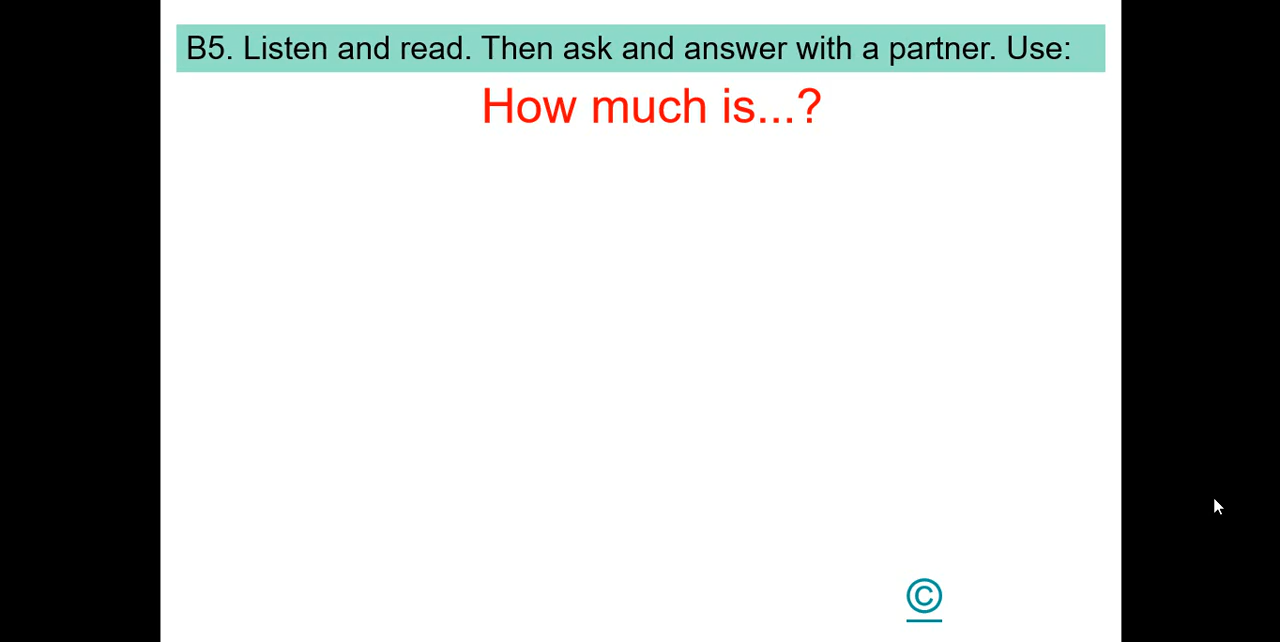 B5. Listen and read. Then ask and answer with a partner. Use:
How much is...?
©